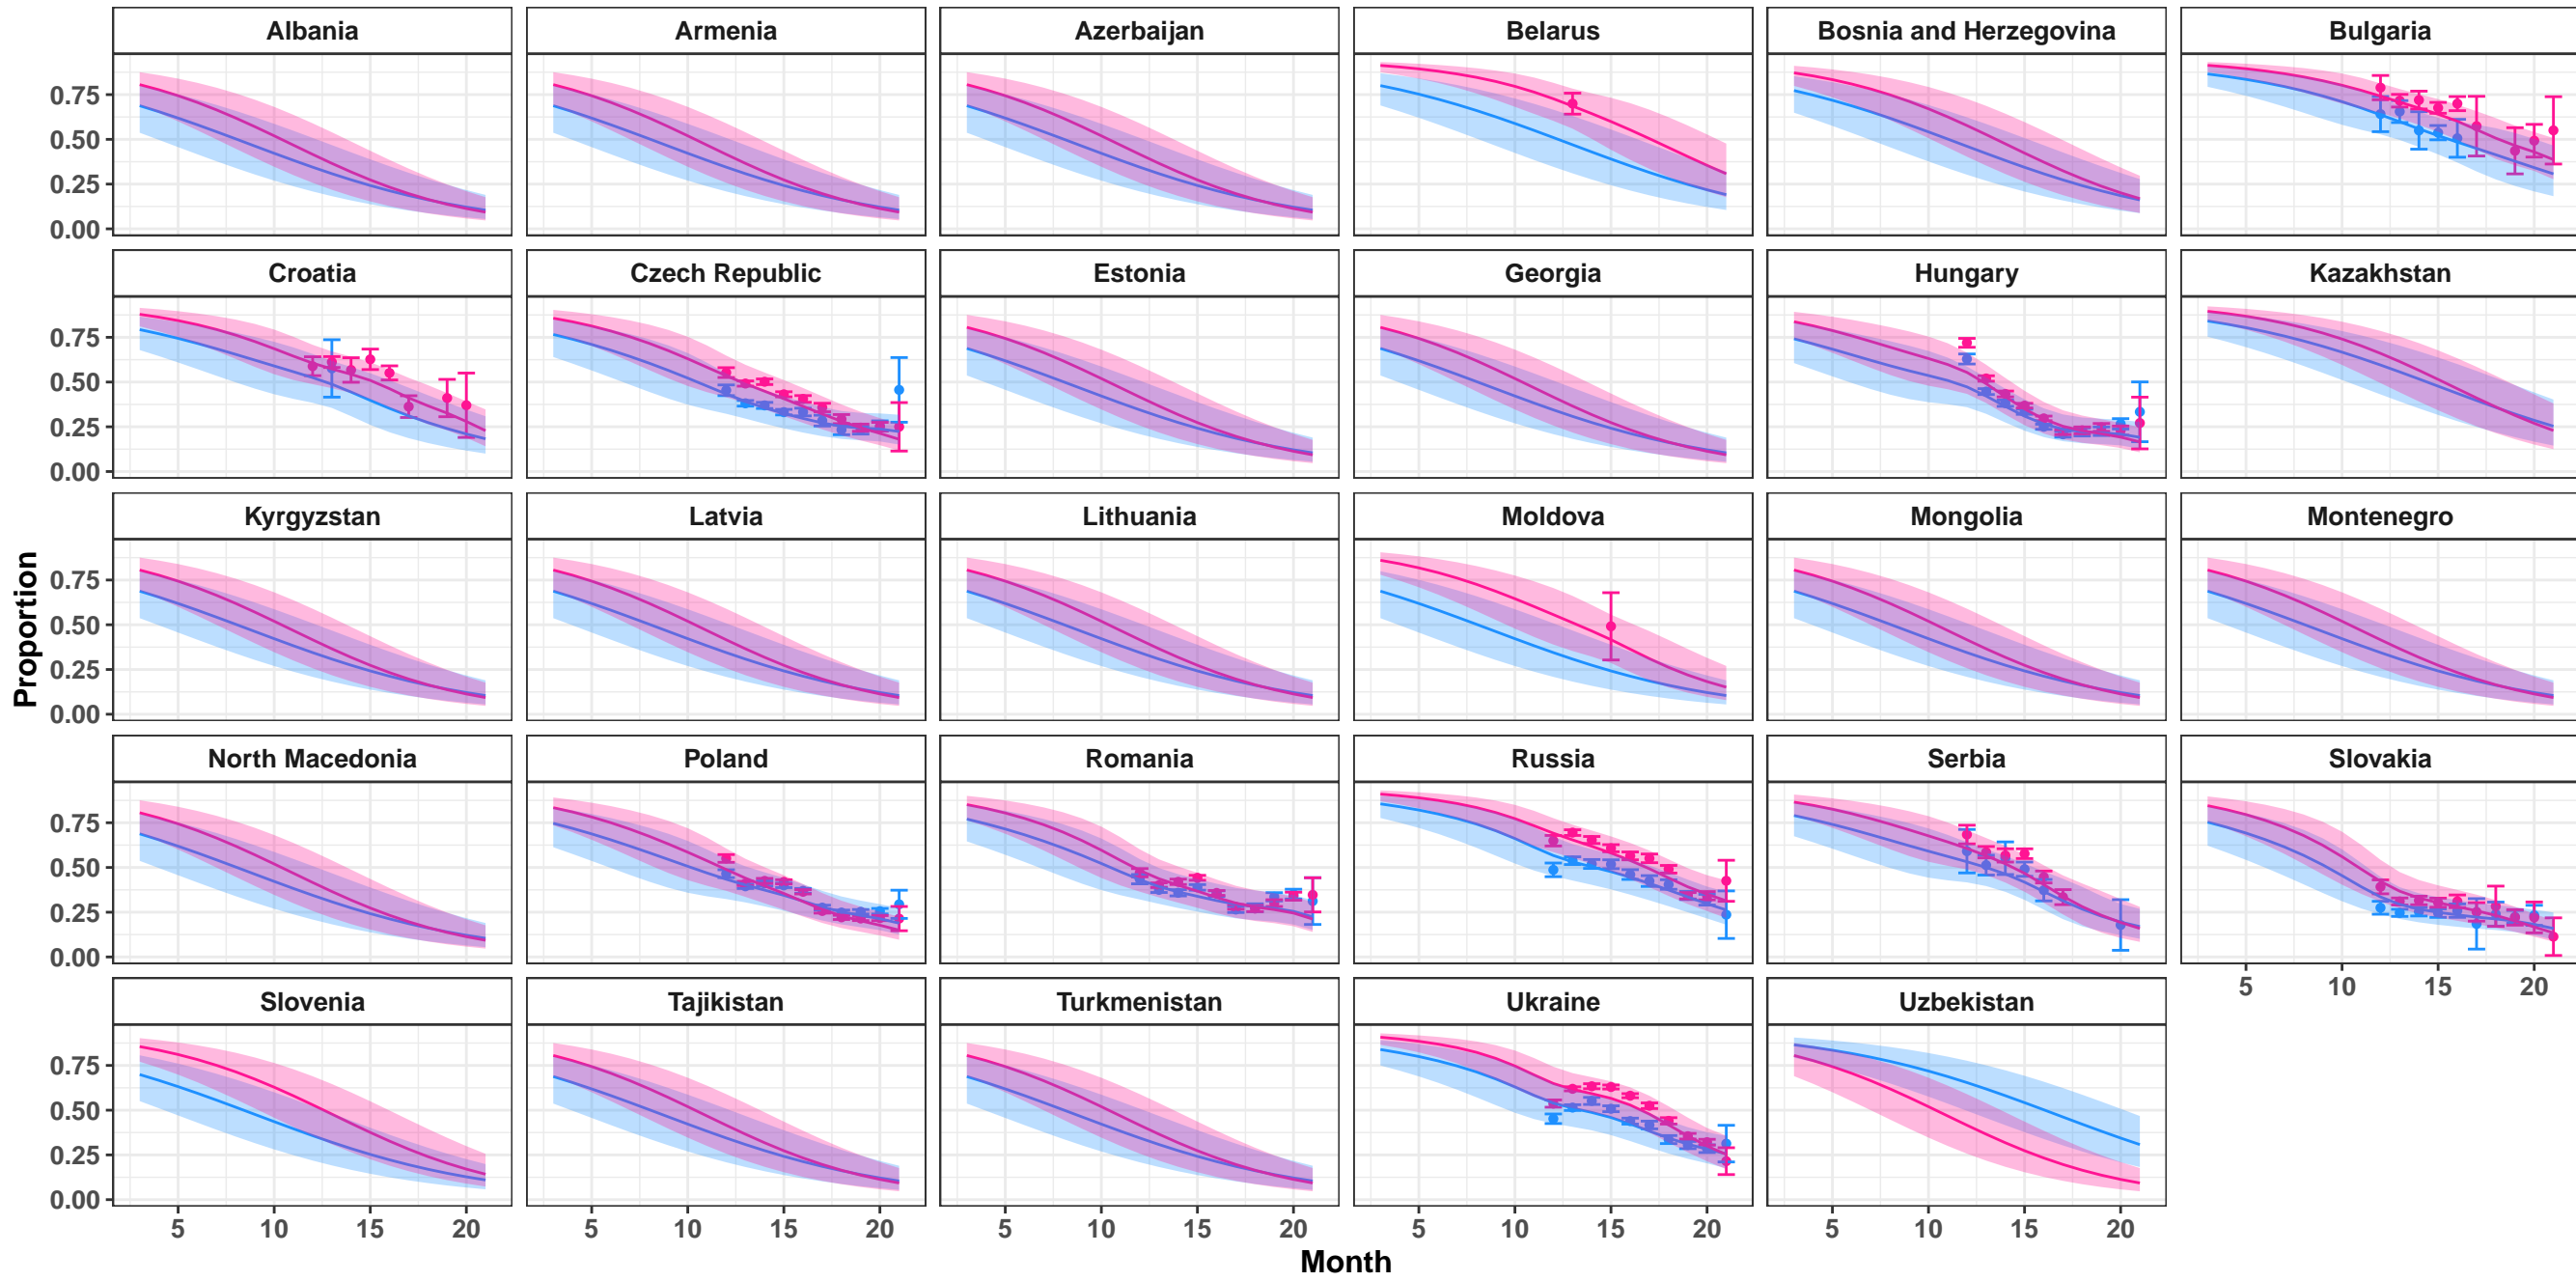 Albania Armenia Azerbaijan Belarus Bosnia and Herzegovina Bulgaria
0.75
0.50
0.25
0.00
Croatia Czech Republic Estonia Georgia Hungary Kazakhstan
0.75
0.50
0.25
0.00
Kyrgyzstan Latvia Lithuania Moldova Mongolia Montenegro
0.75
0.50
0.25
0.00
Proportion
North Macedonia Poland Romania Russia Serbia Slovakia
0.75
0.50
0.25
0.00
5 10 15 20
Slovenia Tajikistan Turkmenistan Ukraine Uzbekistan
0.75
0.50
0.25
0.00
5 10 15 20 5 10 15 20 5 10 15 20 5 10 15 20 5 10 15 20
Month